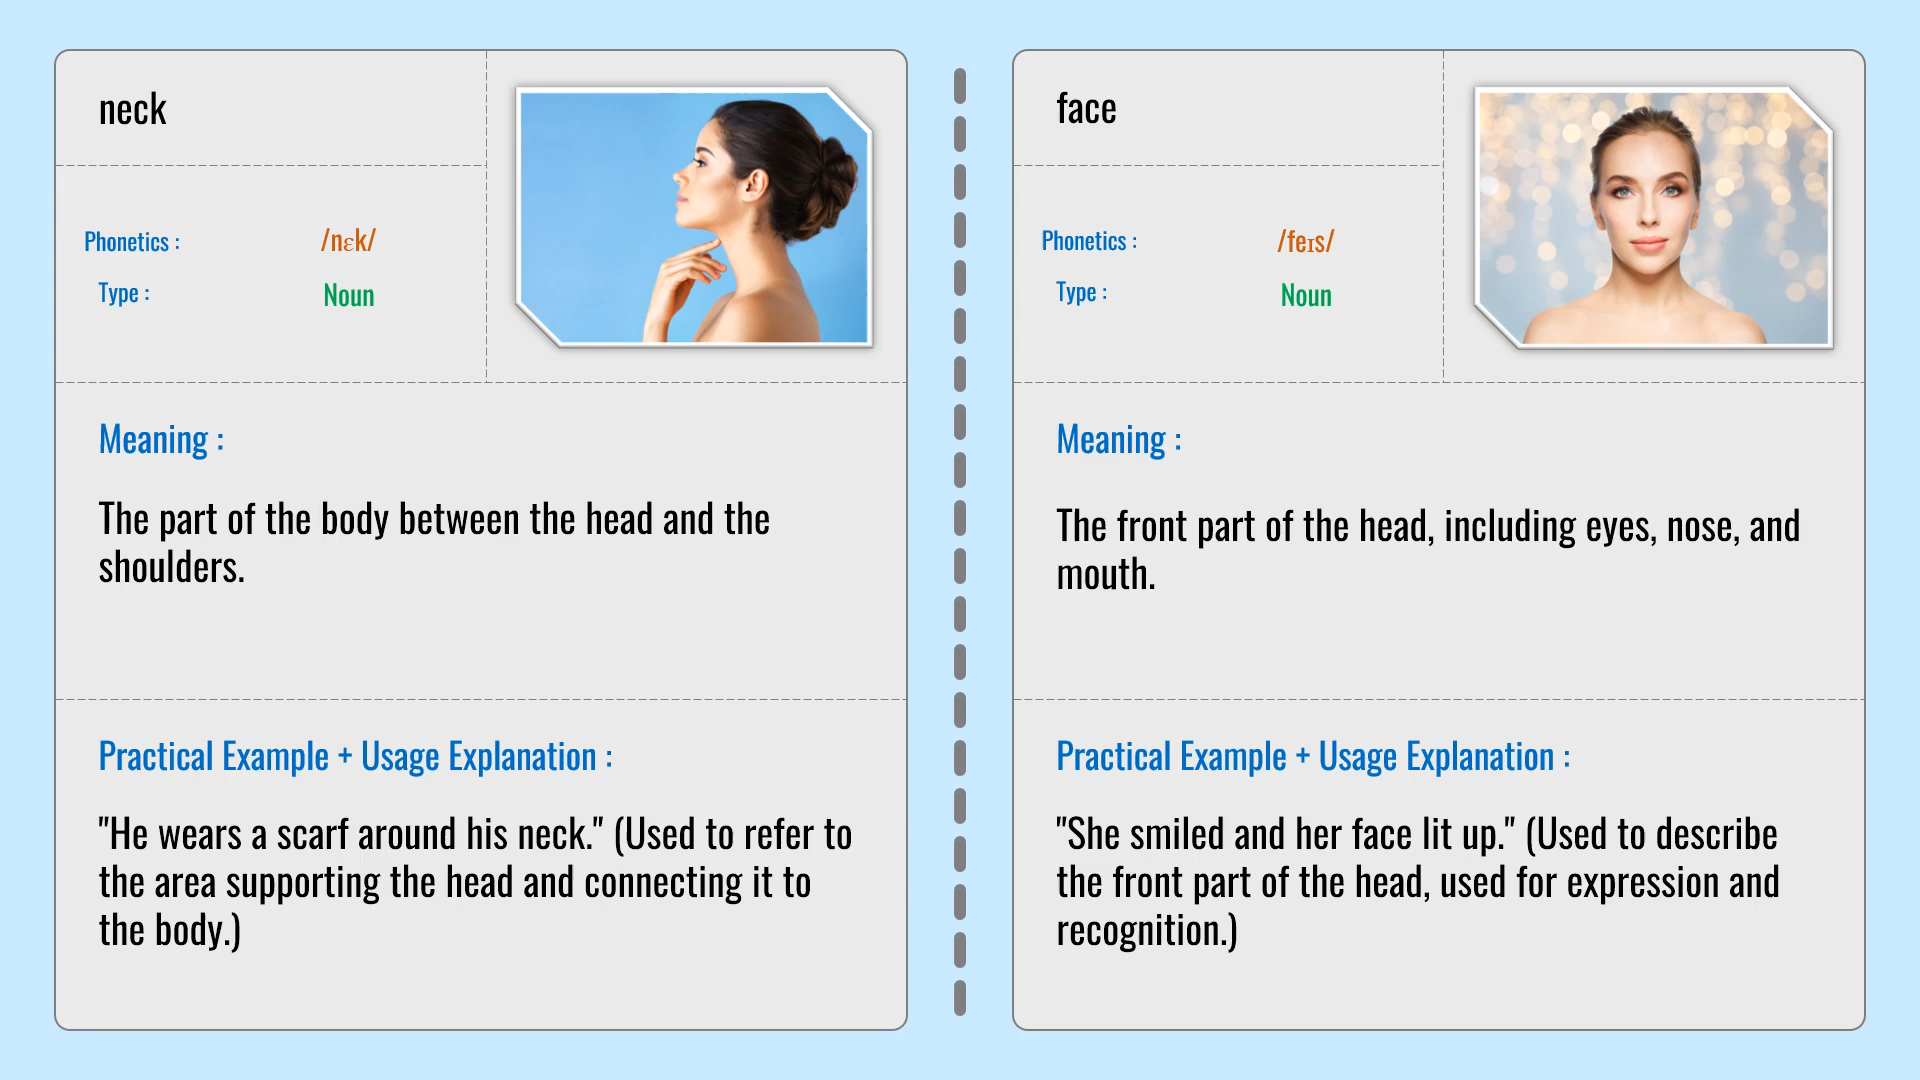 neck
Phonetics :
/nɛk/
Type :
Noun
Meaning :
The part of the body between the head and the
shoulders.
Practical Example + Usage Explanation :
"He wears a scarf around his neck." (Used to refer to
the area supporting the head and connecting it to
the body.)
face
Phonetics :
/feɪs/
Type :
Noun
Meaning :
The front part of the head, including eyes, nose, and
mouth.
Practical Example + Usage Explanation :
"She smiled and her face lit up." (Used to describe
the front part of the head, used for expression and
recognition.)